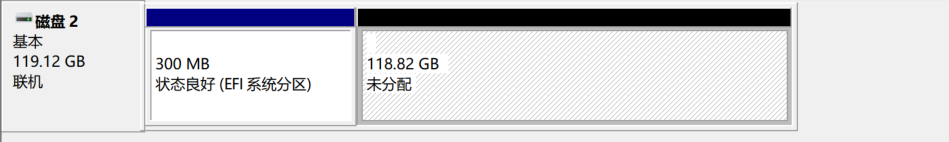 磁盘 2
基本
119.12 GB
联机
300 MB
状态良好 (EFI 系统分区)
118.82 GB
未分配